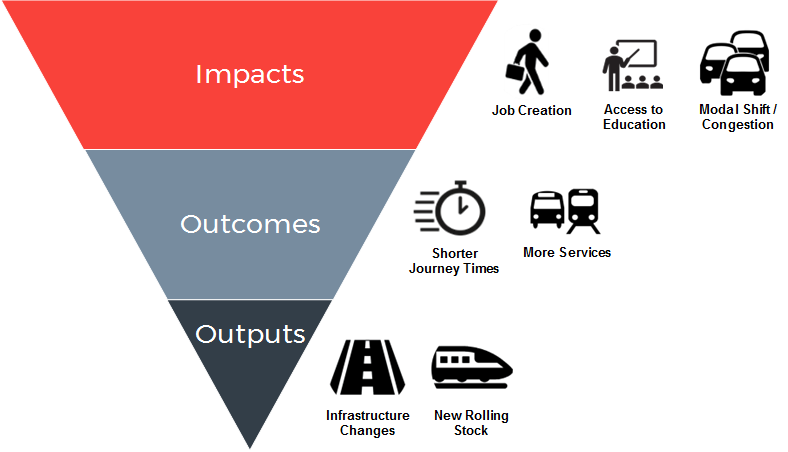 Impacts
Job Creation
Access to
Education
Modal Shift /
Congestion
Outcomes
Shorter
Journey Times
More Services
Outputs
Infrastructure
Changes
New Rolling
Stock